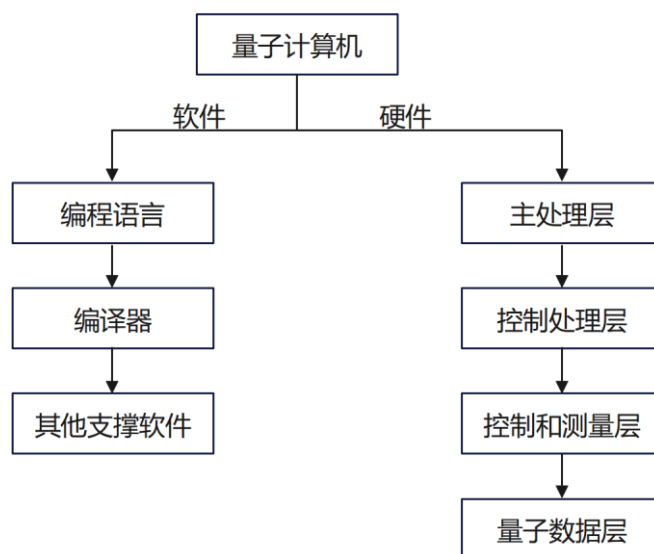 量子计算机
软件
硬件
编程语言
主处理层
编译器
控制处理层
其他支撑软件
控制和测量层
量子数据层